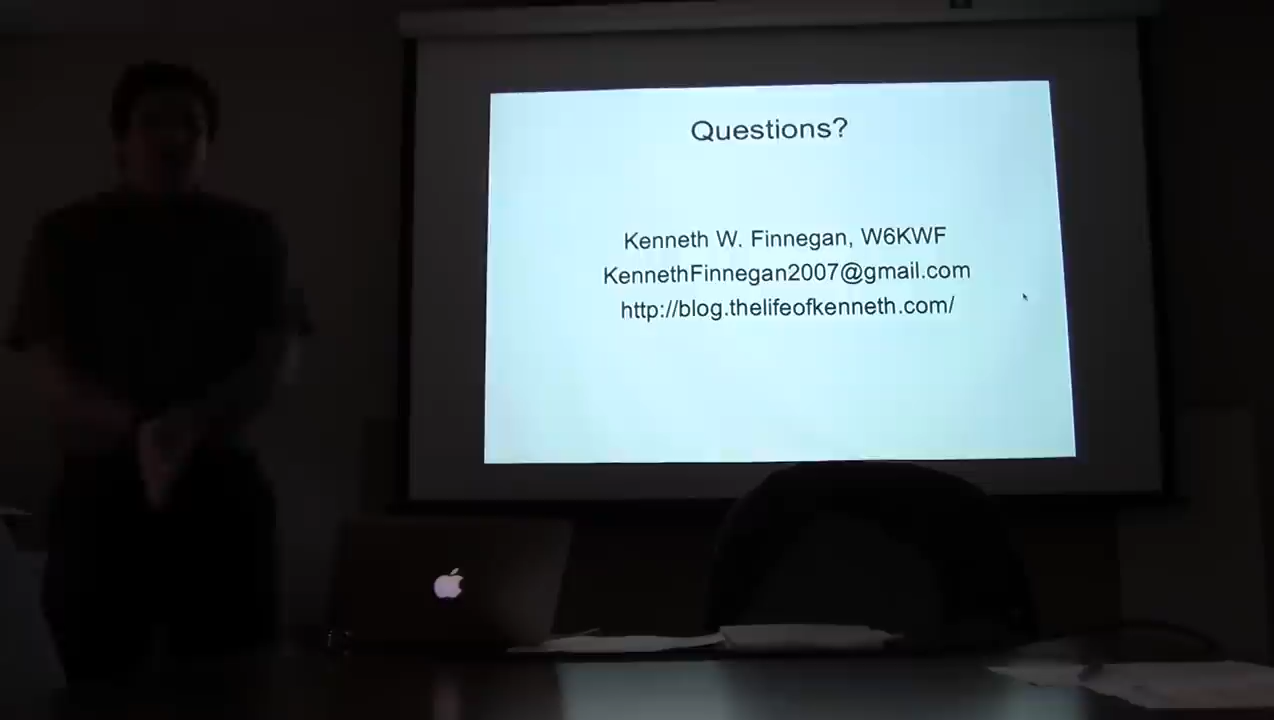 Questions?
Kenneth W. Finnegan, W6KWF
KennethFinnegan2007@gmail.com
http://blog.thelifeofkenneth.com/